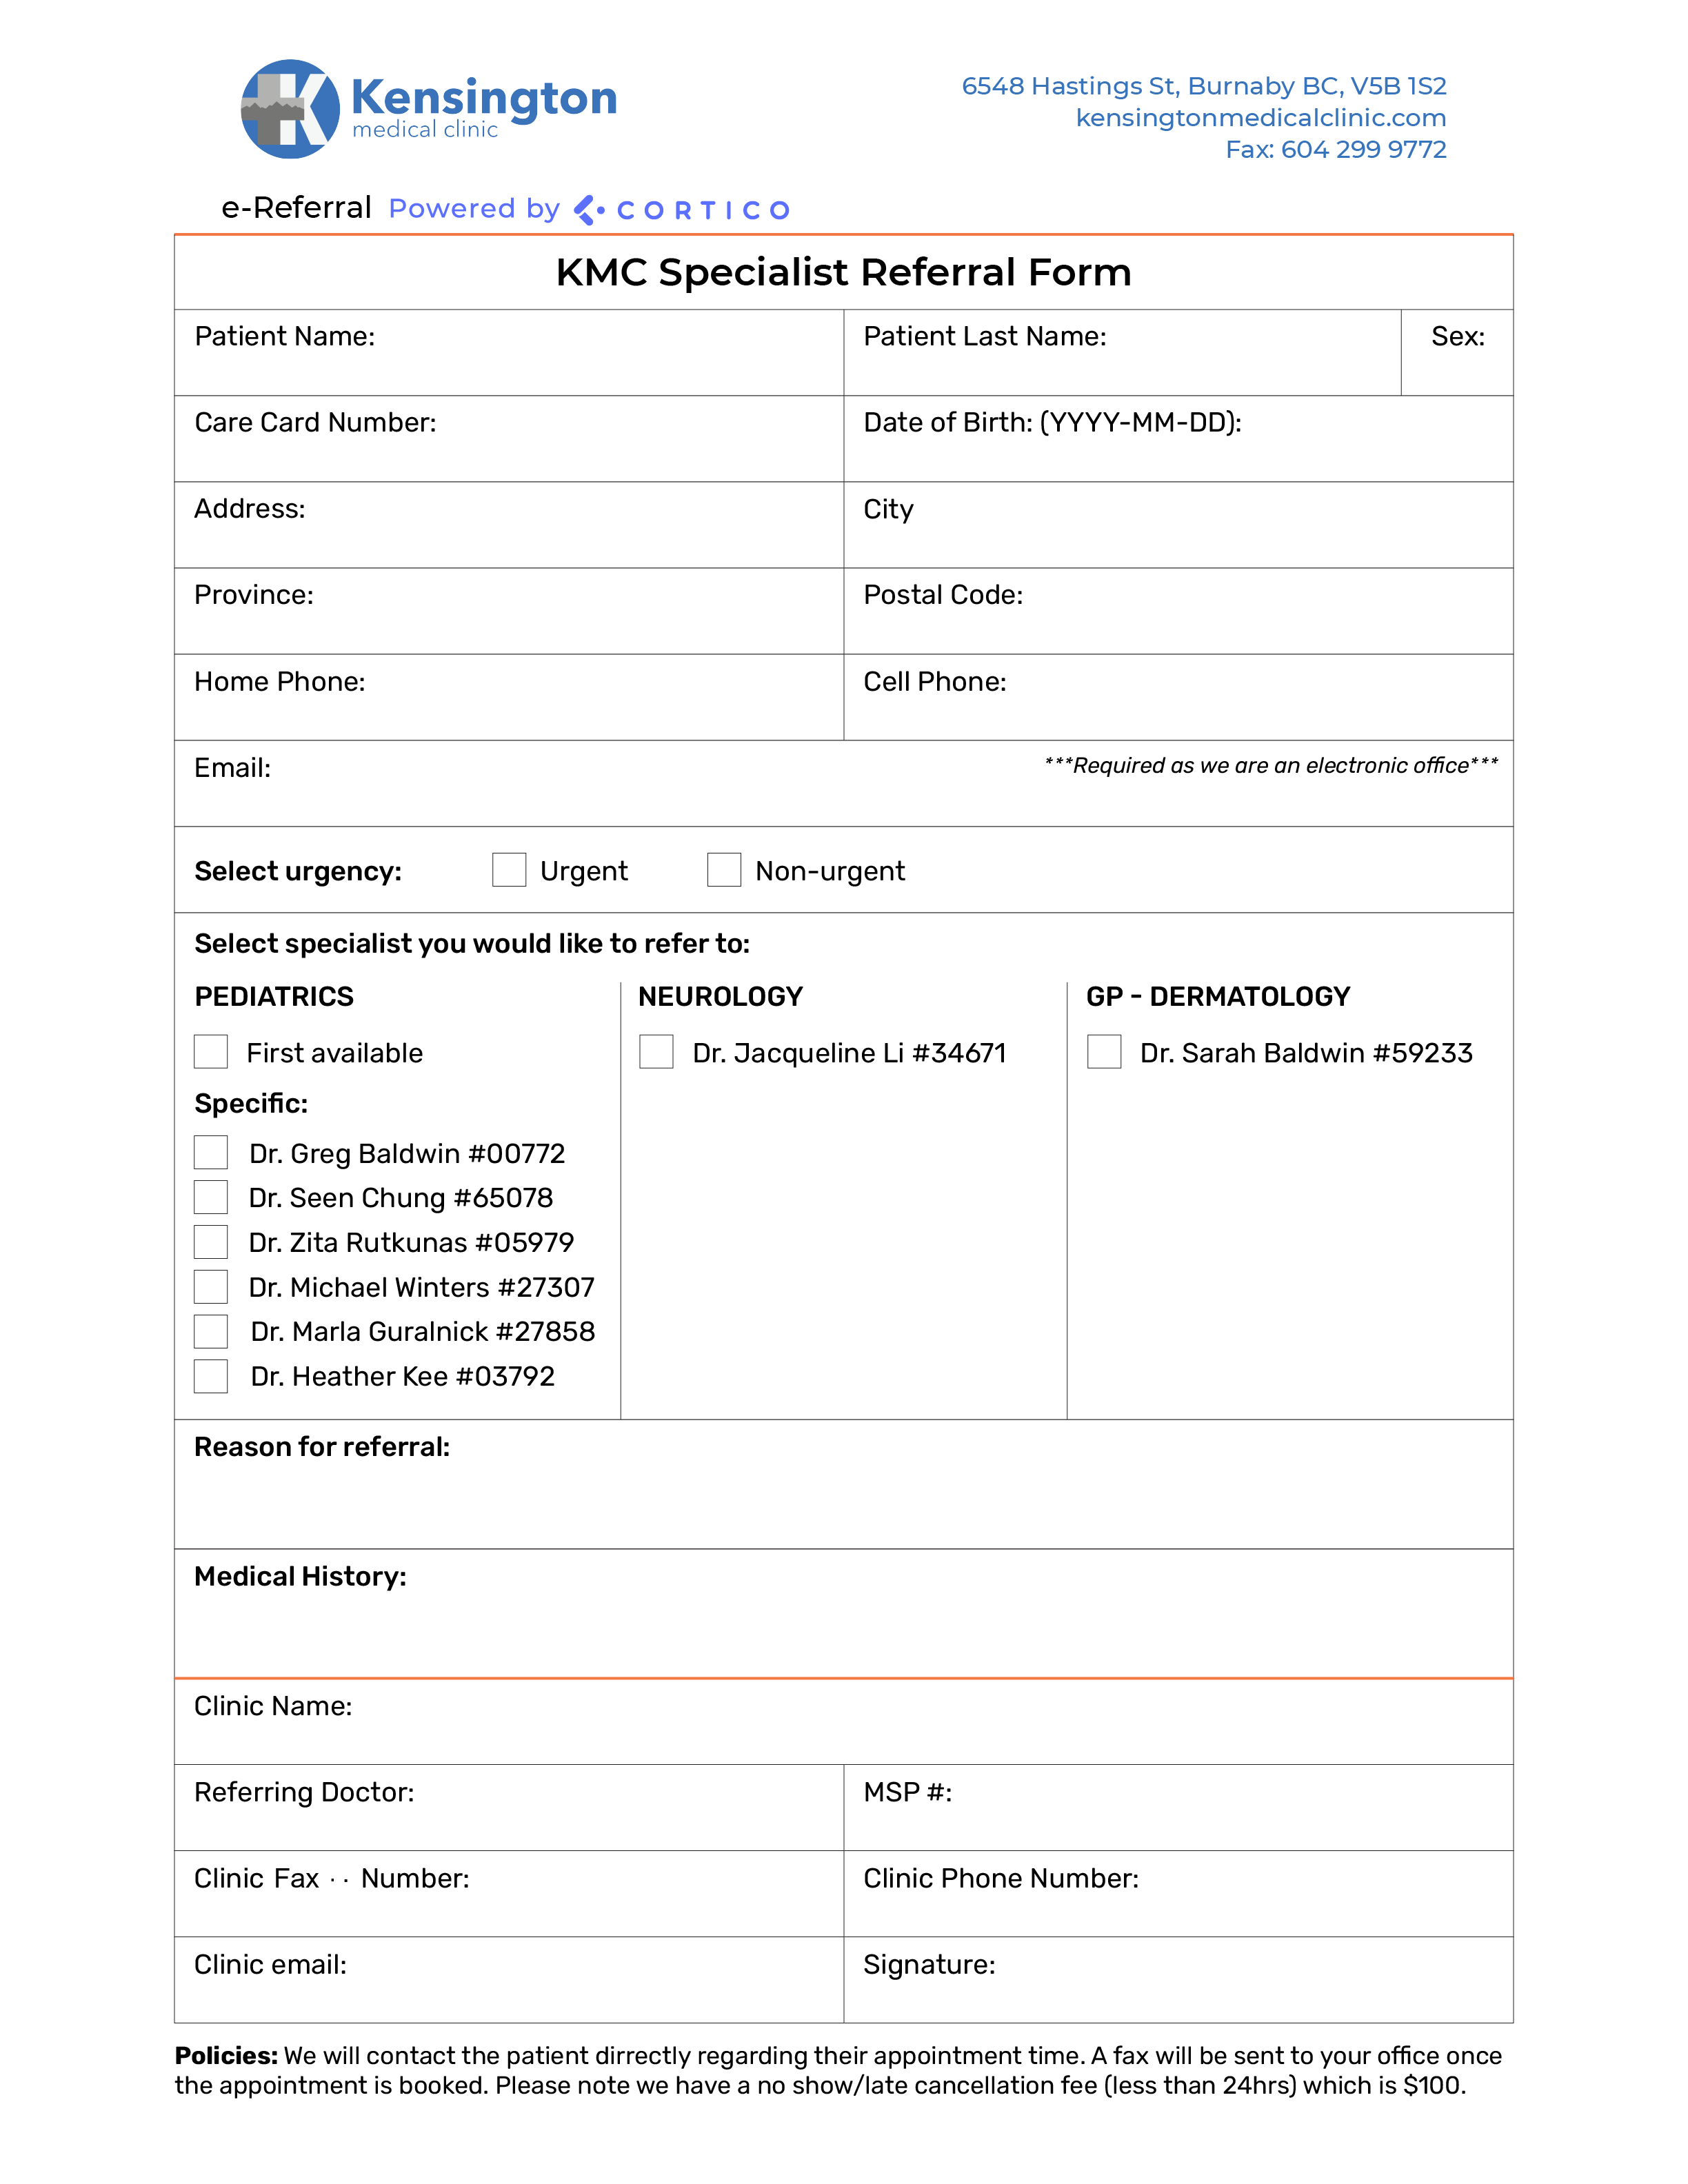 Kensington
medical clinic
6548 Hastings St, Burnaby BC, V5B 1S2
kensingtonmedicalclinic.com
Fax: 604 299 9772
e-Referral Powered by CORTICO
KMC Specialist Referral Form
Patient Name: Patient Last Name: Sex:
Care Card Number: Date of Birth: (YYYY-MM-DD):
Address: City
Province: Postal Code:
Home Phone: Cell Phone:
Email: ***Required as we are an electronic office***
Select urgency: Urgent Non-urgent
Select specialist you would like to refer to:
PEDIATRICS NEUROLOGY GP - DERMATOLOGY
First available Dr. Jacqueline Li #34671 Dr. Sarah Baldwin #59233
Specific:
Dr. Greg Baldwin #00772
Dr. Seen Chung #65078
Dr. Zita Rutkunas #05979
Dr. Michael Winters #27307
Dr. Marla Guralnick #27858
Dr. Heather Kee #03792
Reason for referral:
Medical History:
Clinic Name:
Referring Doctor: MSP #:
Clinic Fax · · Number: Clinic Phone Number:
Clinic email: Signature:
Policies: We will contact the patient dirrectly regarding their appointment time. A fax will be sent to your office once
the appointment is booked. Please note we have a no show/late cancellation fee (less than 24hrs) which is $100.